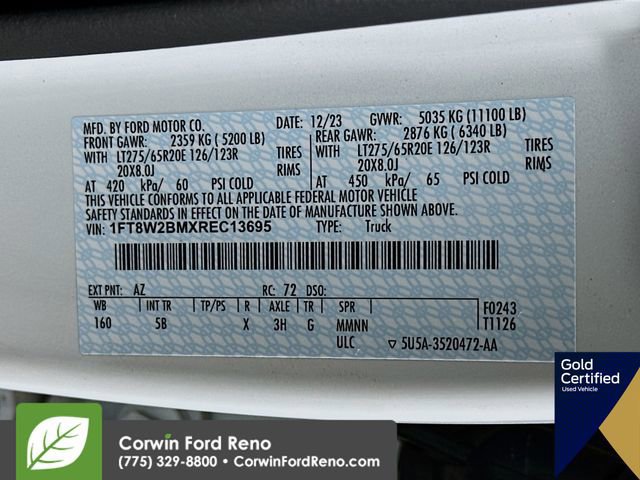 MFD. BY FORD MOTOR CO. DATE: 12/23 GVWR: 5035 KG (11100 LB)
FRONT GAWR: 2359 KG ( 5200 LB) REAR GAWR: 2876 KG ( 6340 LB)
WITH LT275/65R20E 126/123R TIRES WITH LT275/65R20E 126/123R TIRES
20X8.0J RIMS 20X8.0J RIMS
AT 420 kPa/ 60 PSI COLD AT 450 kPa/ 65 PSI COLD
THIS VEHICLE CONFORMS TO ALL APPLICABLE FEDERAL MOTOR VEHICLE
SAFETY STANDARDS IN EFFECT ON THE DATE OF MANUFACTURE SHOWN ABOVE.
VIN: 1FT8W2BMXREC13695 TYPE: Truck
EXT PNT: AZ RC: 72 DSO:
WB INT TR TP/PS R AXLE TR SPR F0243
160 5B X 3H G MMNN T1126
ULC ▽ 5U5A-3520472-AA
Gold
Certified
Used Vehicle
Corwin Ford Reno
(775) 329-8800 • CorwinFordReno.com